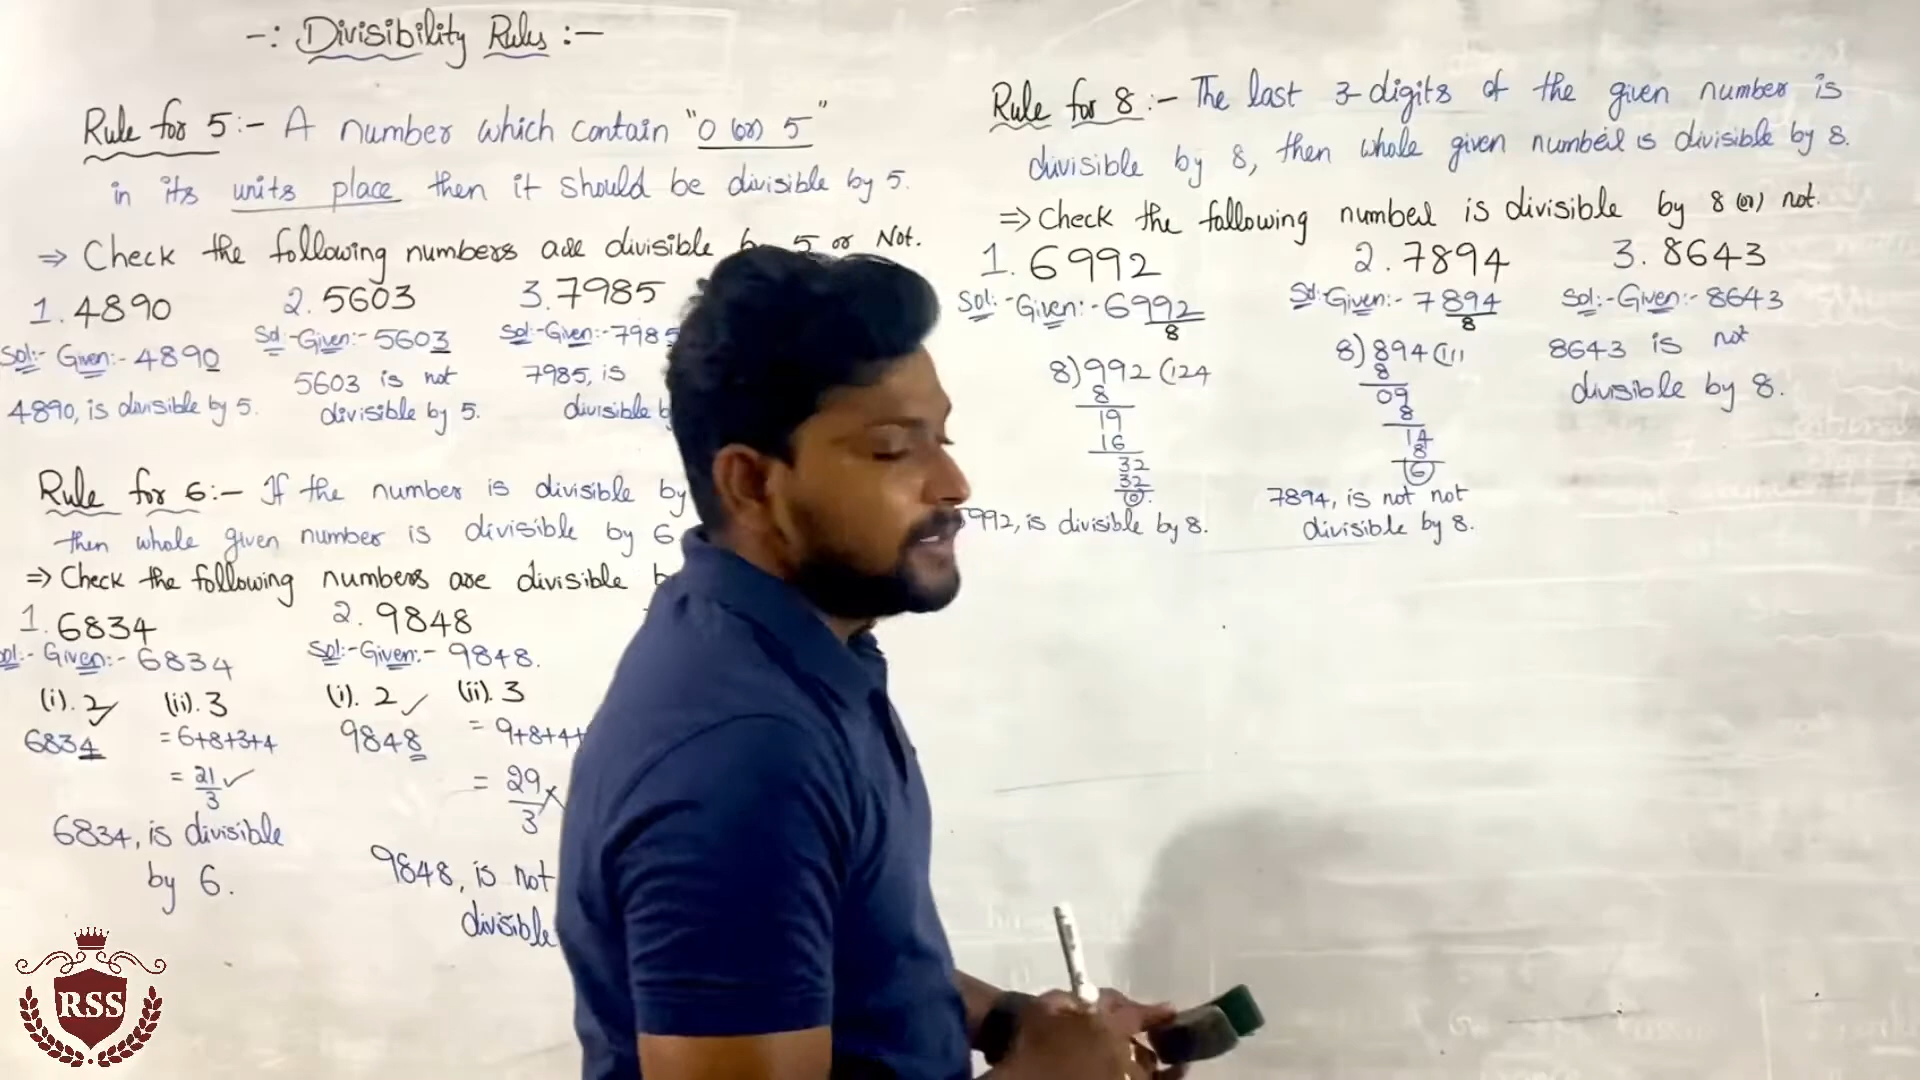 -: Divisibility Rules :-
Rule for 5:- A number which contain "0 (or) 5"
in its units place then it should be divisible by 5.
⇒ Check the following numbers are divisible by 5 or Not.
1. 4890
Sol:- Given:- 4890
4890, is divisible by 5.
2. 5603
Sol:- Given:- 5603
5603 is not
divisible by 5.
3. 7985
Sol:- Given:- 7985
7985, is
divisible b
Rule for 6:- If the number is divisible by
then whole given number is divisible by 6
⇒ Check the following numbers are divisible b
1. 6834
Sol:- Given:- 6834
(i). 2 ✓ (ii). 3
6834 = 6+8+3+4
= 21/3 ✓
6834, is divisible
by 6.
2. 9848
Sol:- Given:- 9848.
(i). 2 ✓ (ii). 3
9848 = 9+8+4+
= 29/3 ×
9848, is not
divisible
Rule for 8:- The last 3-digits of the given number is
divisible by 8, then whole given number is divisible by 8.
⇒ Check the following number is divisible by 8 (or) not.
1. 6992
Sol:- Given:- 6992
8
8)992(124
8
19
16
32
32
0.
992, is divisible by 8.
2. 7894
Sol: Given:- 7894
8
8)894(111
8
09
8
14
8
6
7894, is not not
divisible by 8.
3. 8643
Sol:- Given:- 8643
8643 is not
divisible by 8.
RSS